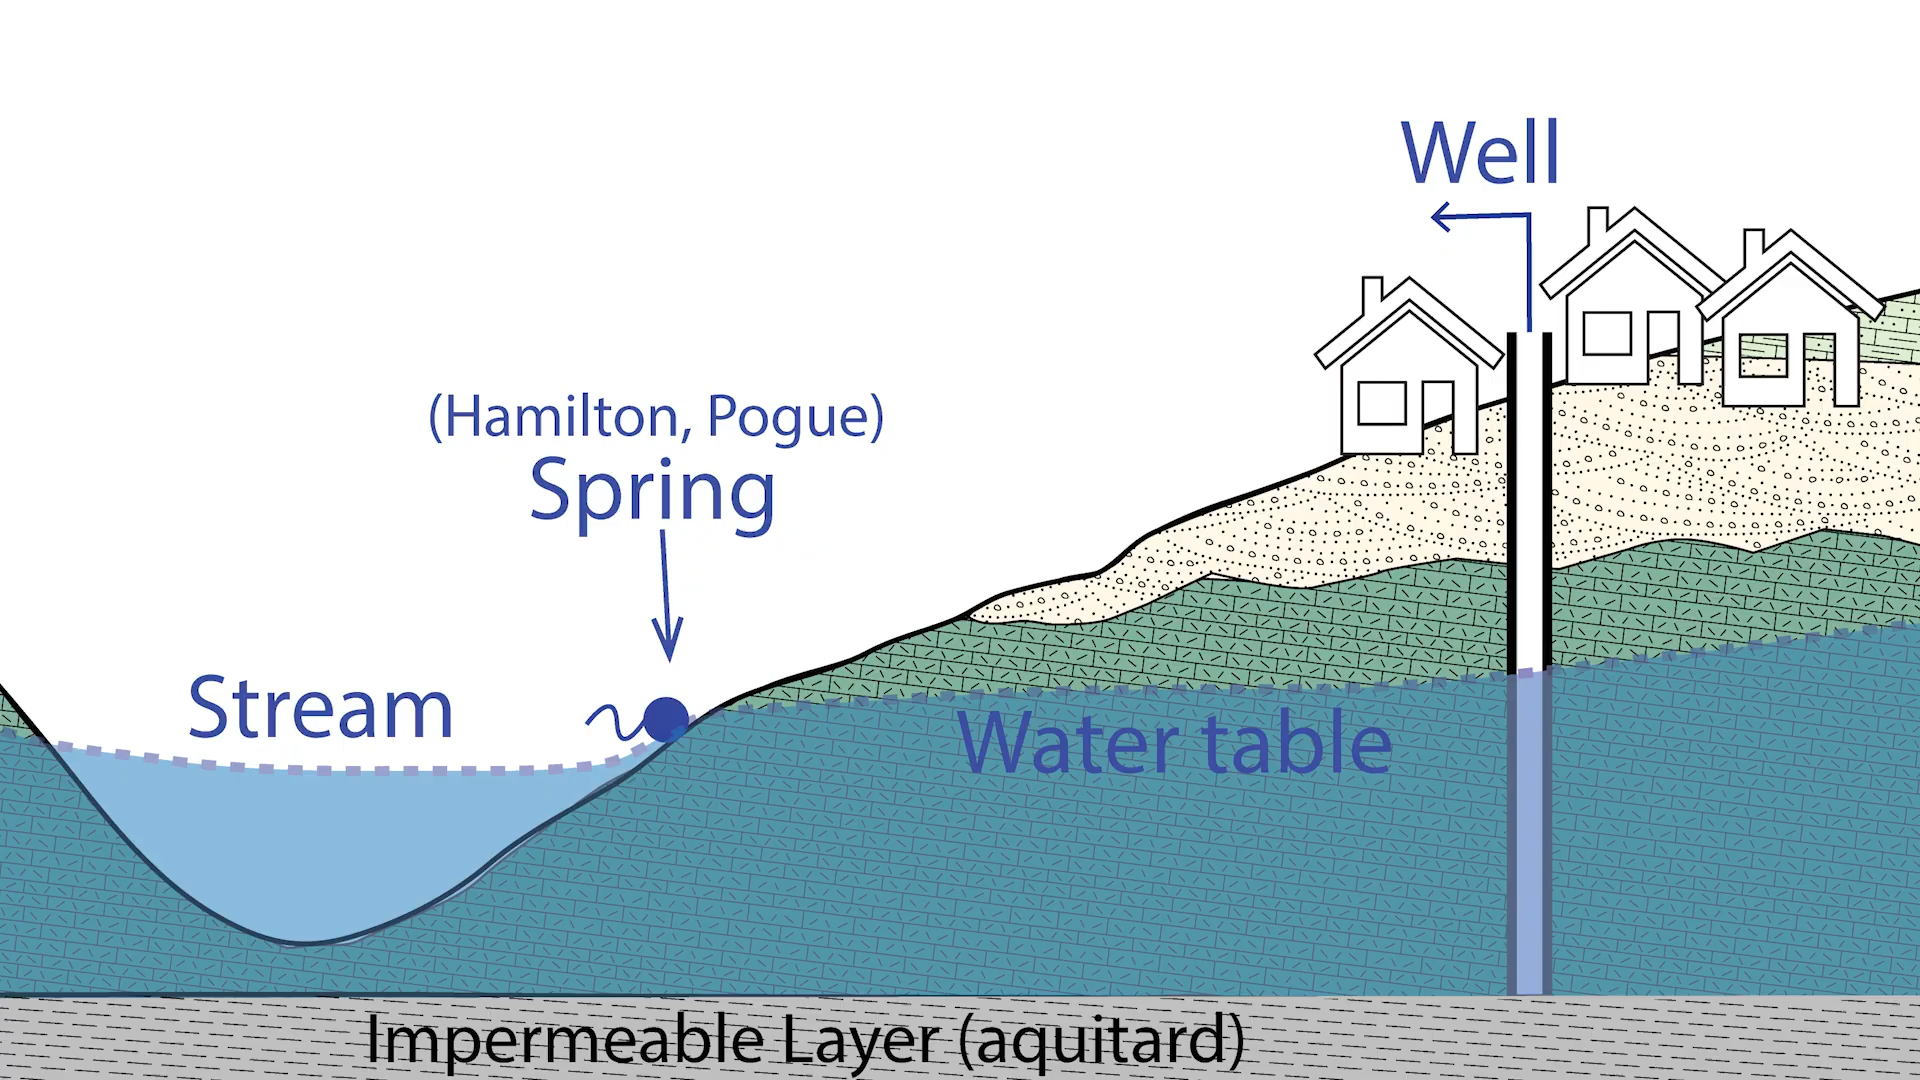 Well
(Hamilton, Pogue)
Spring
Stream
Water table
Impermeable Layer (aquitard)